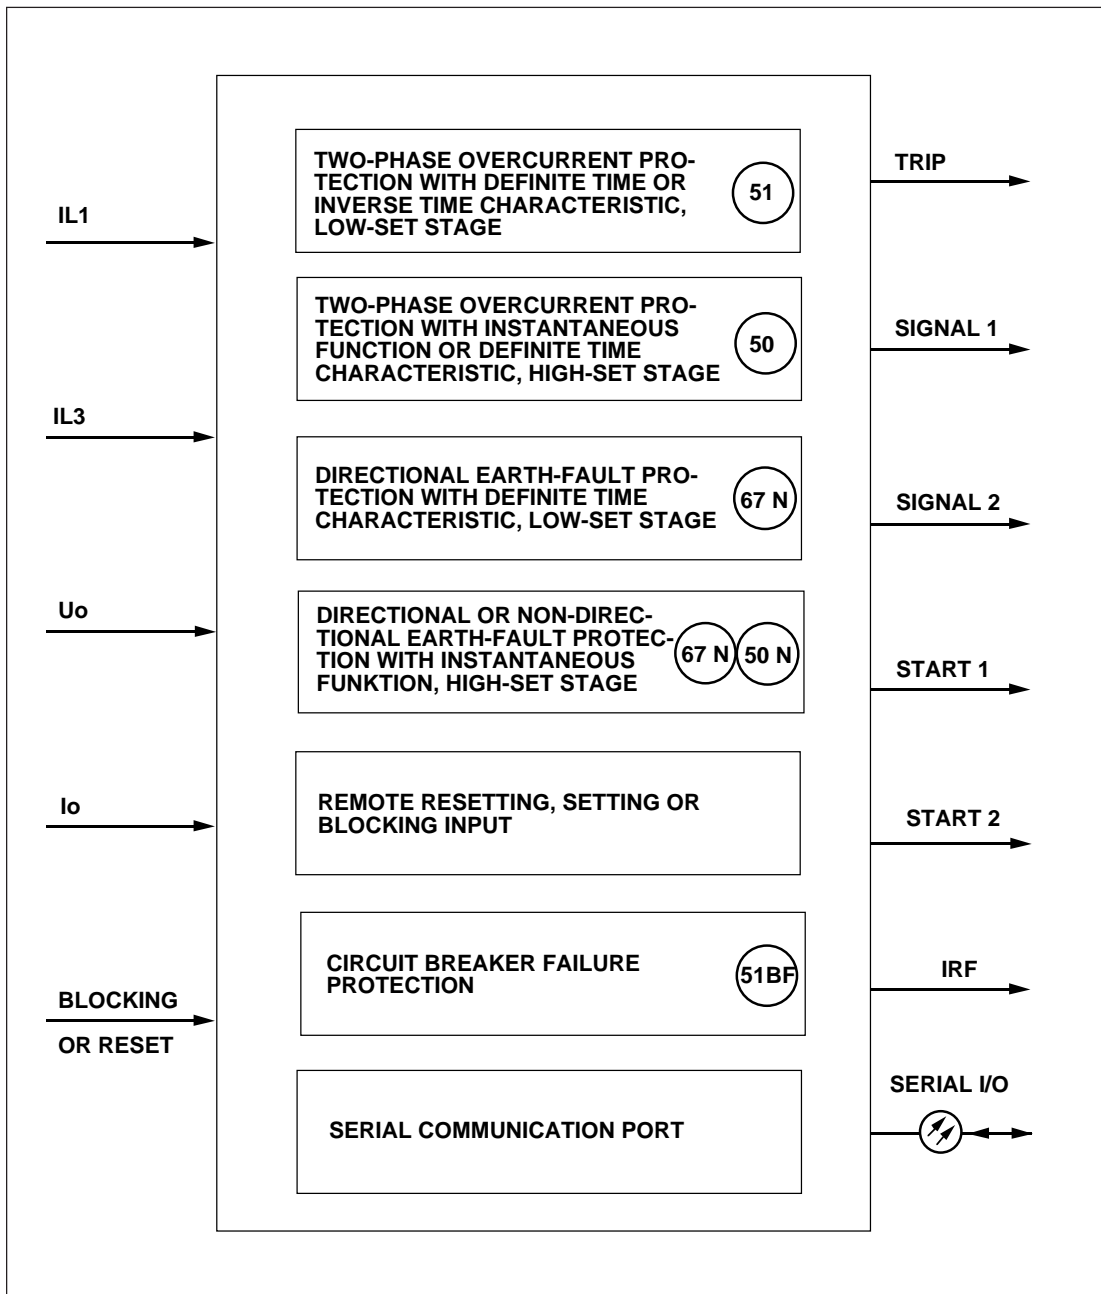 TWO-PHASE OVERCURRENT PRO-
TECTION WITH DEFINITE TIME OR
INVERSE TIME CHARACTERISTIC,
LOW-SET STAGE
51
TRIP
IL1
TWO-PHASE OVERCURRENT PRO-
TECTION WITH INSTANTANEOUS
FUNCTION OR DEFINITE TIME
CHARACTERISTIC, HIGH-SET STAGE
50
SIGNAL 1
IL3
DIRECTIONAL EARTH-FAULT PRO-
TECTION WITH DEFINITE TIME
CHARACTERISTIC, LOW-SET STAGE
67 N
SIGNAL 2
Uo
DIRECTIONAL OR NON-DIREC-
TIONAL EARTH-FAULT PROTEC-
TION WITH INSTANTANEOUS
FUNKTION, HIGH-SET STAGE
67 N
50 N
START 1
Io
REMOTE RESETTING, SETTING OR
BLOCKING INPUT
START 2
CIRCUIT BREAKER FAILURE
PROTECTION
51BF
IRF
BLOCKING
OR RESET
SERIAL COMMUNICATION PORT
SERIAL I/O